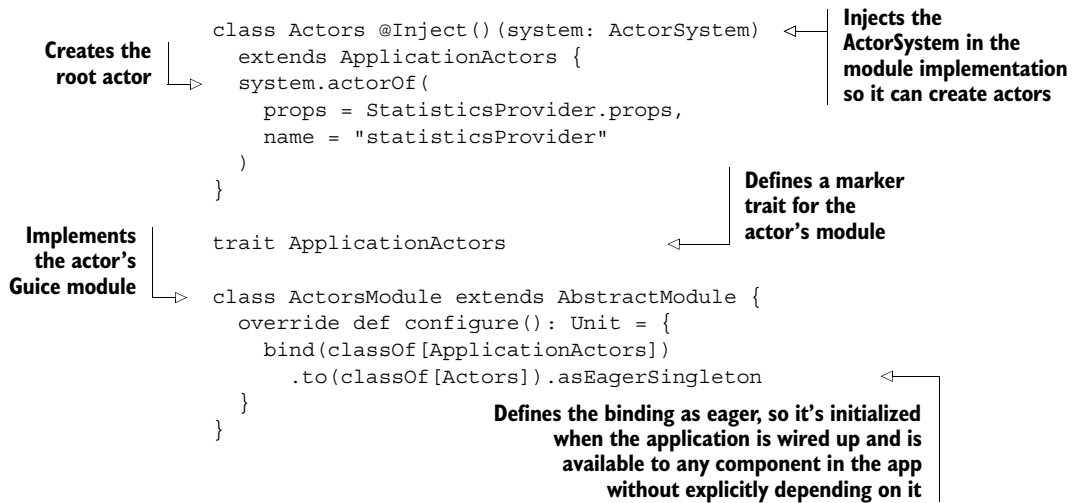 class Actors @Inject()(system: ActorSystem)
extends ApplicationActors {
system.actorOf(
props = StatisticsProvider.props,
name = "statisticsProvider"
)
}
Creates the
root actor
Injects the
ActorSystem in the
module implementation
so it can create actors
trait ApplicationActors
Defines a marker
trait for the
actor's module
Implements
the actor's
Guice module
class ActorsModule extends AbstractModule {
override def configure(): Unit = {
bind(classOf[ApplicationActors])
.to(classOf[Actors]).asEagerSingleton
}
}
Defines the binding as eager, so it's initialized
when the application is wired up and is
available to any component in the app
without explicitly depending on it